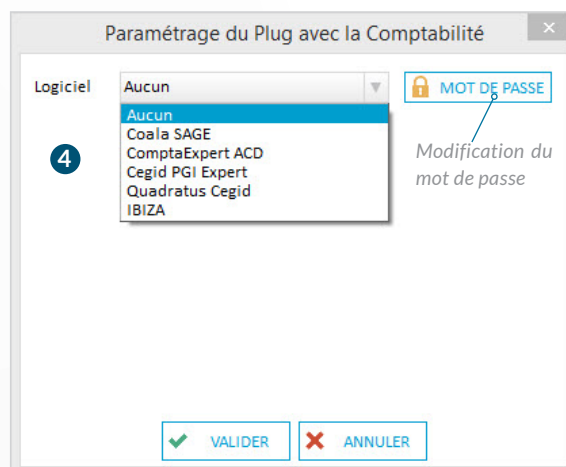 Paramétrage du Plug avec la Comptabilité
×
Logiciel
Aucun
MOT DE PASSE
Aucun
Coala SAGE
ComptaExpert ACD
Cegid PGI Expert
Quadratus Cegid
IBIZA
4
Modification du
mot de passe
VALIDER
ANNULER